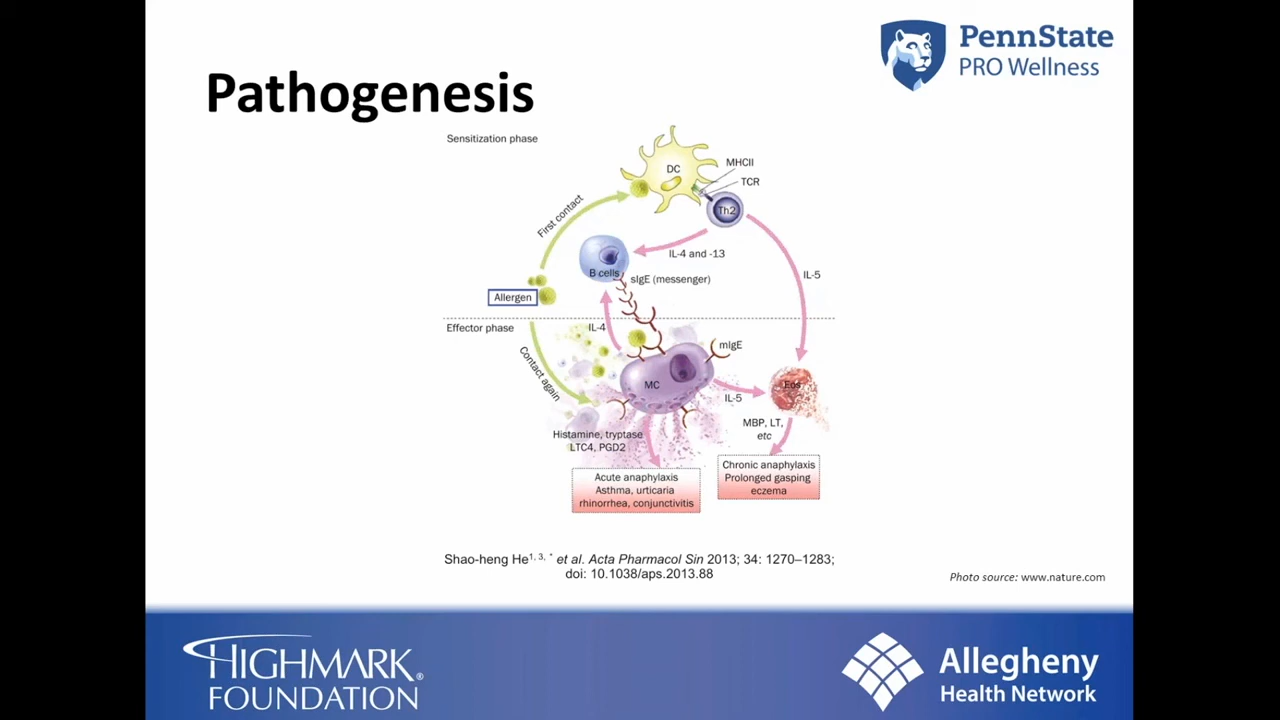 PennState
PRO Wellness
Pathogenesis
Sensitization phase
DC
MHCII
TCR
Th2
First contact
IL-4 and -13
B cells
sIgE (messenger)
IL-5
Allergen
Effector phase
IL-4
mIgE
Contact again
MC
Eos
IL-5
MBP, LT,
etc
Histamine, tryptase
LTC4, PGD2
Chronic anaphylaxis
Prolonged gasping
eczema
Acute anaphylaxis
Asthma, urticaria
rhinorrhea, conjunctivitis
Shao-heng He1, 3, * et al. Acta Pharmacol Sin 2013; 34: 1270–1283;
doi: 10.1038/aps.2013.88
Photo source: www.nature.com
HIGHMARK®
FOUNDATION
Allegheny
Health Network